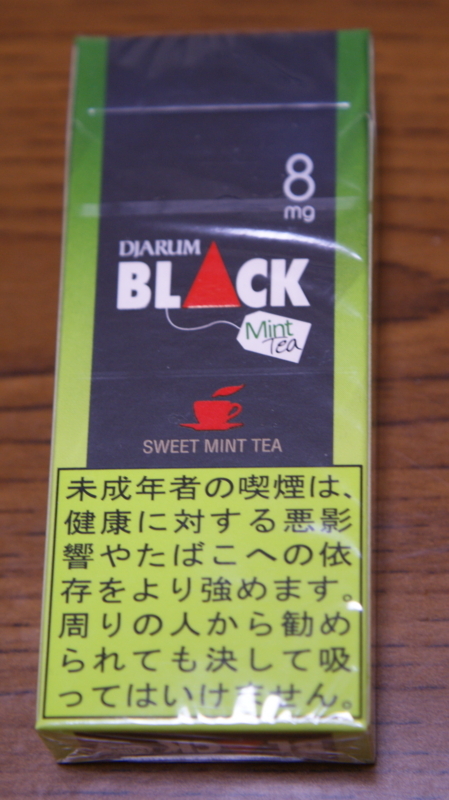 8
mg
DJARUM
BLACK
Mint
Tea
SWEET MINT TEA
未成年者の喫煙は、
健康に対する悪影
響やたばこへの依
存をより強めます。
周りの人から勧め
られても決して吸
ってはいけません。